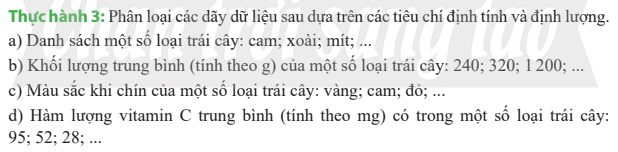 Thực hành 3: Phân loại các dãy dữ liệu sau dựa trên các tiêu chí định tính và định lượng.
a) Danh sách một số loại trái cây: cam; xoài; mít; ...
b) Khối lượng trung bình (tính theo g) của một số loại trái cây: 240; 320; 1 200; ...
c) Màu sắc khi chín của một số loại trái cây: vàng; cam; đỏ; ...
d) Hàm lượng vitamin C trung bình (tính theo mg) có trong một số loại trái cây:
95; 52; 28; ...